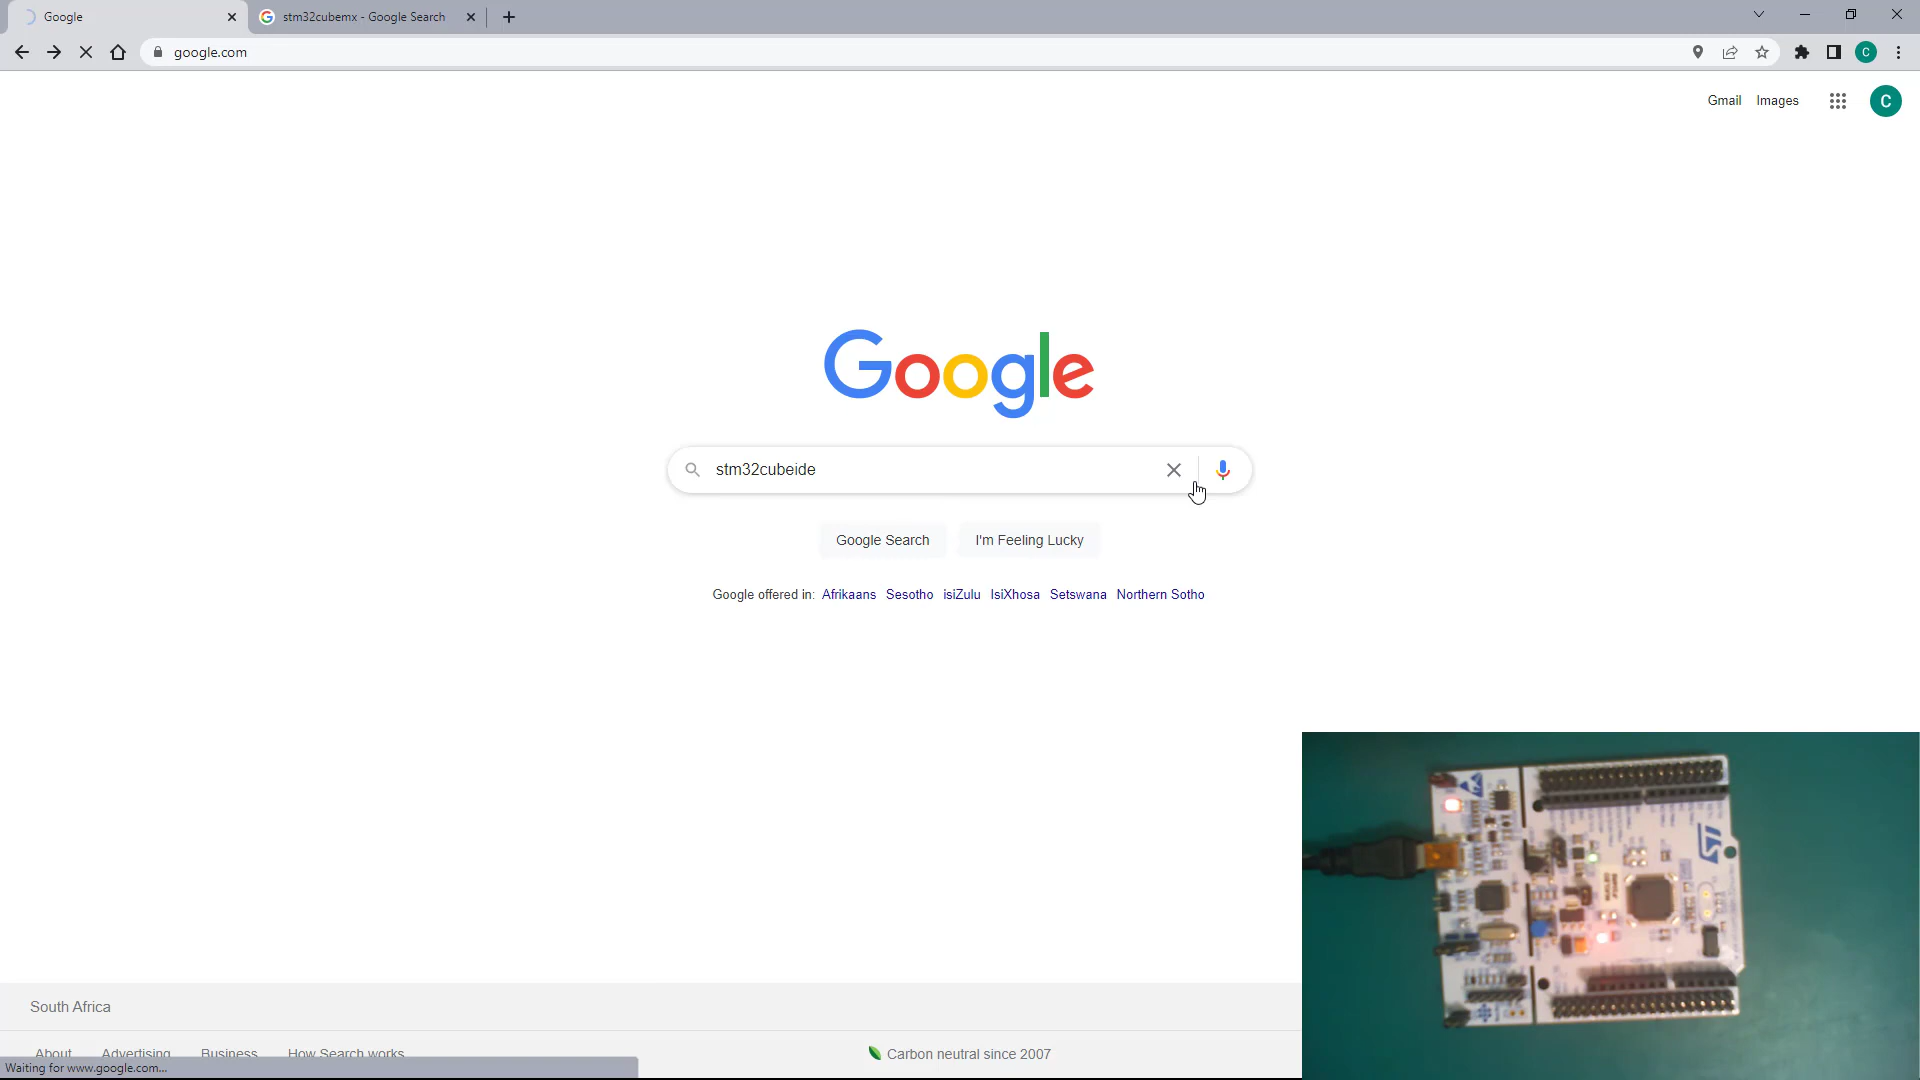 Google
stm32cubemx - Google Search
google.com
C
Gmail
Images
C
Google
stm32cubeide
Google Search
I'm Feeling Lucky
Google offered in: Afrikaans Sesotho isiZulu IsiXhosa Setswana Northern Sotho
South Africa
About
Advertising
Business
How Search works
Carbon neutral since 2007
Waiting for www.google.com...
ST